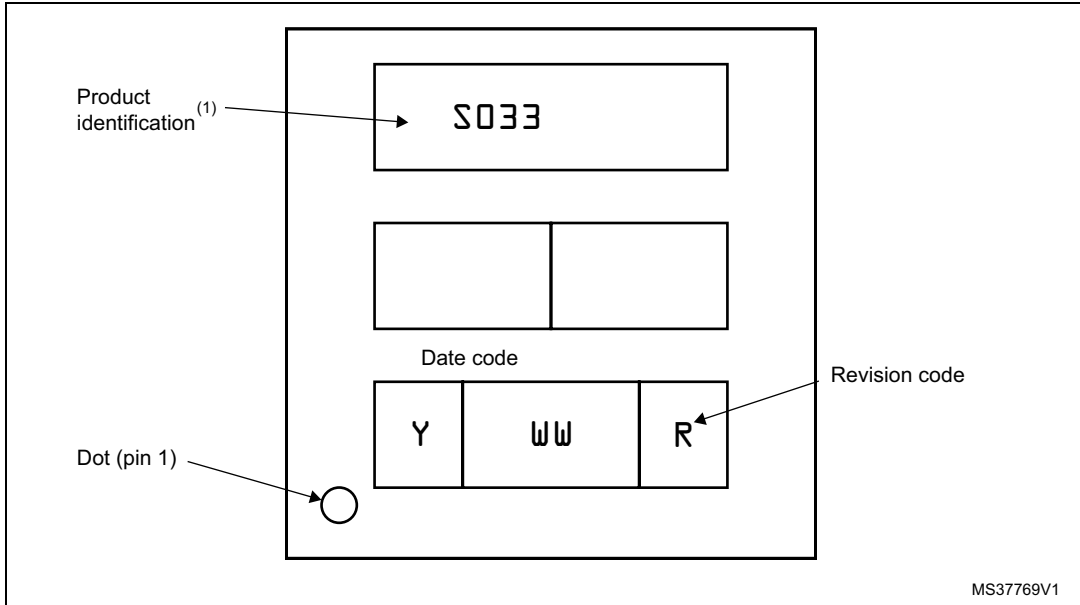 Product
identification(1)
S033
Date code
Y WW R
Revision code
Dot (pin 1)
MS37769V1